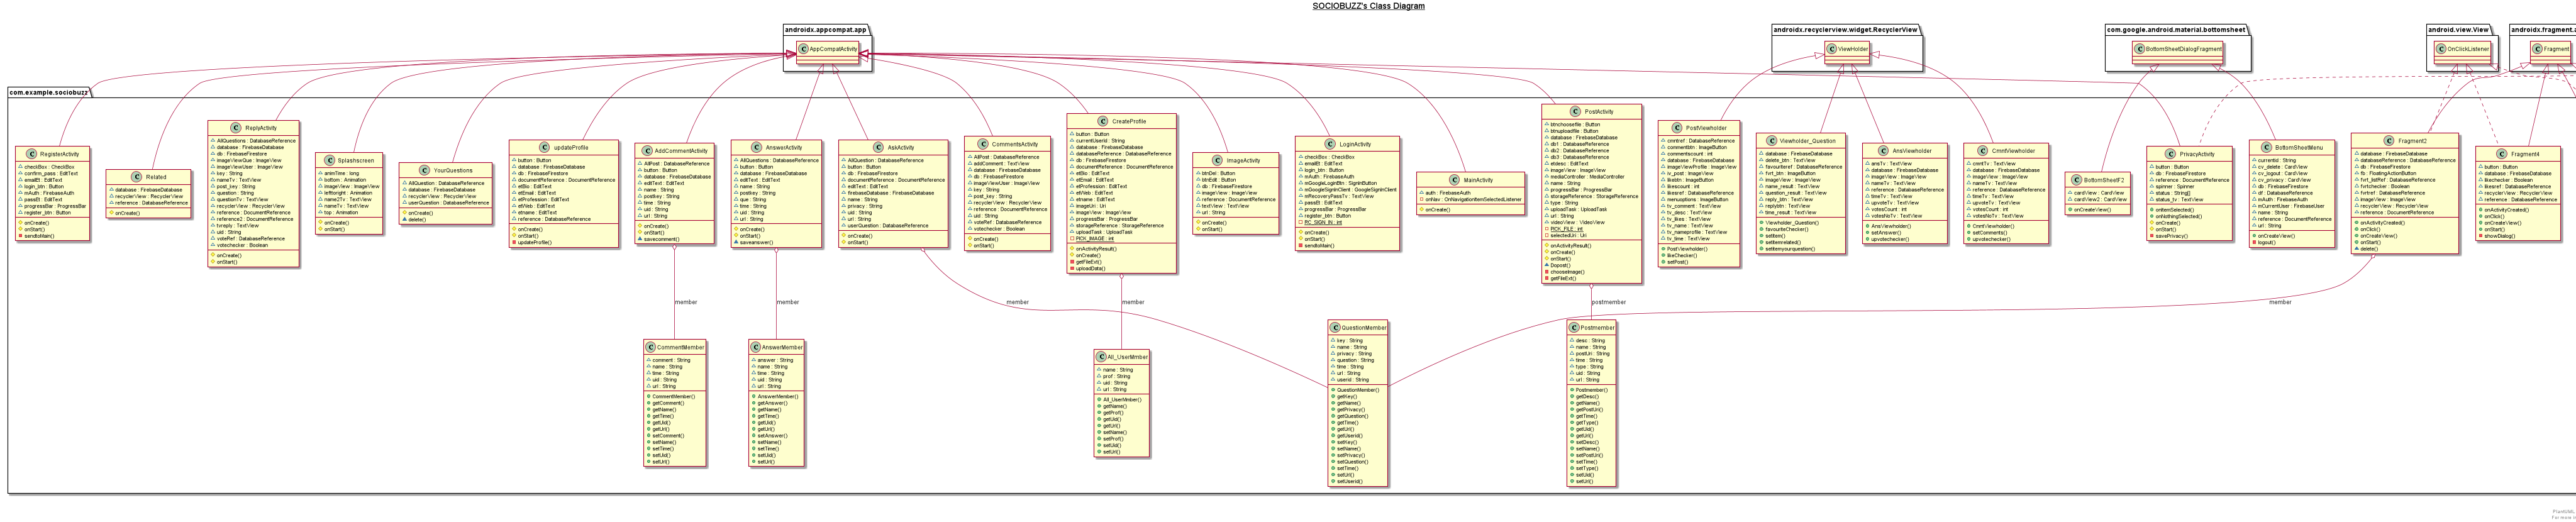 SOCIOBUZZ's Class Diagram
androidx.appcompat.app
AppCompatActivity
androidx.recyclerview.widget.RecyclerView
ViewHolder
com.google.android.material.bottomsheet
BottomSheetDialogFragment
android.view.View
OnClickListener
androidx.fragment.a
Fragment
com.example.sociobuzz
RegisterActivity
checkBox : CheckBox
confirm_pass : EditText
emailEt : EditText
login_btn : Button
mAuth : FirebaseAuth
passEt : EditText
progressBar : ProgressBar
register_btn : Button
onCreate()
onStart()
sendtoMain()
Related
database : FirebaseDatabase
recyclerView : RecyclerView
reference : DatabaseReference
onCreate()
ReplyActivity
AllQuestions : DatabaseReference
database : FirebaseDatabase
db : FirebaseFirestore
imageViewQue : ImageView
imageViewUser : ImageView
key : String
nameTv : TextView
post_key : String
question : String
questionTv : TextView
recyclerView : RecyclerView
reference : DocumentReference
reference2 : DocumentReference
tvreply : TextView
uid : String
voteRef : DatabaseReference
votechecker : Boolean
onCreate()
onStart()
Splashscreen
animTime : long
bottom : Animation
imageView : ImageView
lefttoright : Animation
name2Tv : TextView
nameTv : TextView
top : Animation
onCreate()
onStart()
YourQuestions
AllQuestion : DatabaseReference
database : FirebaseDatabase
recyclerView : RecyclerView
userQuestion : DatabaseReference
onCreate()
delete()
updateProfile
button : Button
database : FirebaseDatabase
db : FirebaseFirestore
documentReference : DocumentReference
etBio : EditText
etEmail : EditText
etProfession : EditText
etWeb : EditText
etname : EditText
reference : DatabaseReference
onCreate()
onStart()
updateProfile()
AddCommentActivity
AllPost : DatabaseReference
button : Button
database : FirebaseDatabase
editText : EditText
name : String
postkey : String
time : String
uid : String
url : String
onCreate()
onStart()
savecomment()
AnswerActivity
AllQuestions : DatabaseReference
button : Button
database : FirebaseDatabase
editText : EditText
name : String
postkey : String
que : String
time : String
uid : String
url : String
onCreate()
onStart()
saveanswer()
AskActivity
AllQuestion : DatabaseReference
button : Button
db : FirebaseFirestore
documentReference : DocumentReference
editText : EditText
firebaseDatabase : FirebaseDatabase
name : String
privacy : String
uid : String
url : String
userQuestion : DatabaseReference
onCreate()
onStart()
CommentsActivity
AllPost : DatabaseReference
addComment : TextView
database : FirebaseDatabase
db : FirebaseFirestore
imageViewUser : ImageView
key : String
post_key : String
recyclerView : RecyclerView
reference : DocumentReference
uid : String
voteRef : DatabaseReference
votechecker : Boolean
onCreate()
onStart()
CreateProfile
button : Button
currentUserId : String
database : FirebaseDatabase
databaseReference : DatabaseReference
db : FirebaseFirestore
documentReference : DocumentReference
etBio : EditText
etEmail : EditText
etProfession : EditText
etWeb : EditText
etname : EditText
imageUri : Uri
imageView : ImageView
progressBar : ProgressBar
storageReference : StorageReference
uploadTask : UploadTask
PICK_IMAGE : int
onActivityResult()
onCreate()
getFileExt()
uploadData()
ImageActivity
btnDel : Button
btnEdit : Button
db : FirebaseFirestore
imageView : ImageView
reference : DocumentReference
textView : TextView
url : String
onCreate()
onStart()
LoginActivity
checkBox : CheckBox
emailEt : EditText
login_btn : Button
mAuth : FirebaseAuth
mGoogleLoginBtn : SignInButton
mGoogleSignInClient : GoogleSignInClient
mRecoverPassTv : TextView
passEt : EditText
progressBar : ProgressBar
register_btn : Button
RC_SIGN_IN : int
onCreate()
onStart()
sendtoMain()
MainActivity
auth : FirebaseAuth
onNav : OnNavigationItemSelectedListener
onCreate()
PostActivity
btnchoosefile : Button
btnuploadfile : Button
database : FirebaseDatabase
db1 : DatabaseReference
db2 : DatabaseReference
db3 : DatabaseReference
etdesc : EditText
imageView : ImageView
mediaController : MediaController
name : String
progressBar : ProgressBar
storageReference : StorageReference
type : String
uploadTask : UploadTask
url : String
videoView : VideoView
PICK_FILE : int
selectedUri : Uri
onActivityResult()
onCreate()
onStart()
Dopost()
chooseImage()
getFileExt()
PostViewholder
cmntref : DatabaseReference
commentbtn : ImageButton
commentscount : int
database : FirebaseDatabase
imageViewProfile : ImageView
iv_post : ImageView
likebtn : ImageButton
likescount : int
likesref : DatabaseReference
menuoptions : ImageButton
tv_comment : TextView
tv_desc : TextView
tv_likes : TextView
tv_name : TextView
tv_nameprofile : TextView
tv_time : TextView
PostViewholder()
likeChecker()
setPost()
Viewholder_Question
database : FirebaseDatabase
delete_btn : TextView
favouriteref : DatabaseReference
fvrt_btn : ImageButton
imageView : ImageView
name_result : TextView
question_result : TextView
reply_btn : TextView
replybtn : TextView
time_result : TextView
Viewholder_Question()
favouriteChecker()
setitem()
setitemrelated()
setitemyourquestion()
AnsViewholder
ansTv : TextView
database : FirebaseDatabase
imageView : ImageView
nameTv : TextView
reference : DatabaseReference
timeTv : TextView
upvoteTv : TextView
votesCount : int
votesNoTv : TextView
AnsViewholder()
setAnswer()
upvotechecker()
CmntViewholder
cmntTv : TextView
database : FirebaseDatabase
imageView : ImageView
nameTv : TextView
reference : DatabaseReference
timeTv : TextView
upvoteTv : TextView
votesCount : int
votesNoTv : TextView
CmntViewholder()
setComments()
upvotechecker()
BottomSheetF2
cardView : CardView
cardView2 : CardView
onCreateView()
PrivacyActivity
button : Button
db : FirebaseFirestore
reference : DocumentReference
spinner : Spinner
status : String[]
status_tv : TextView
onItemSelected()
onNothingSelected()
onCreate()
onStart()
savePrivacy()
BottomSheetMenu
currentid : String
cv_delete : CardView
cv_logout : CardView
cv_privacy : CardView
db : FirebaseFirestore
df : DatabaseReference
mAuth : FirebaseAuth
mCurrentUser : FirebaseUser
name : String
reference : DocumentReference
url : String
onCreateView()
logout()
Fragment2
database : FirebaseDatabase
databaseReference : DatabaseReference
db : FirebaseFirestore
fb : FloatingActionButton
fvrtchecker : Boolean
fvrt_listRef : DatabaseReference
fvrtref : DatabaseReference
imageView : ImageView
recyclerView : RecyclerView
reference : DocumentReference
onActivityCreated()
onClick()
onCreateView()
onStart()
delete()
Fragment4
button : Button
database : FirebaseDatabase
likechecker : Boolean
likesref : DatabaseReference
recyclerView : RecyclerView
reference : DatabaseReference
onActivityCreated()
onClick()
onCreateView()
onStart()
showDialog()
member
member
member
member
postmember
member
CommentMember
comment : String
name : String
time : String
uid : String
url : String
CommentMember()
getComment()
getName()
getTime()
getUid()
getUrl()
setComment()
setName()
setTime()
setUid()
setUrl()
AnswerMember
answer : String
name : String
time : String
uid : String
url : String
AnswerMember()
getAnswer()
getName()
getTime()
getUid()
getUrl()
setAnswer()
setName()
setTime()
setUid()
setUrl()
All_UserMmber
name : String
prof : String
uid : String
url : String
All_UserMmber()
getName()
getProf()
getUid()
getUrl()
setName()
setProf()
setUid()
setUrl()
QuestionMember
key : String
name : String
privacy : String
question : String
time : String
url : String
userid : String
QuestionMember()
getKey()
getName()
getPrivacy()
getQuestion()
getTime()
getUrl()
getUserid()
setKey()
setName()
setPrivacy()
setQuestion()
setTime()
setUrl()
setUserid()
Postmember
desc : String
name : String
postUri : String
time : String
type : String
uid : String
url : String
Postmember()
getDesc()
getName()
getPostUri()
getTime()
getType()
getUid()
getUrl()
setDesc()
setName()
setPostUri()
setTime()
setType()
setUid()
setUrl()